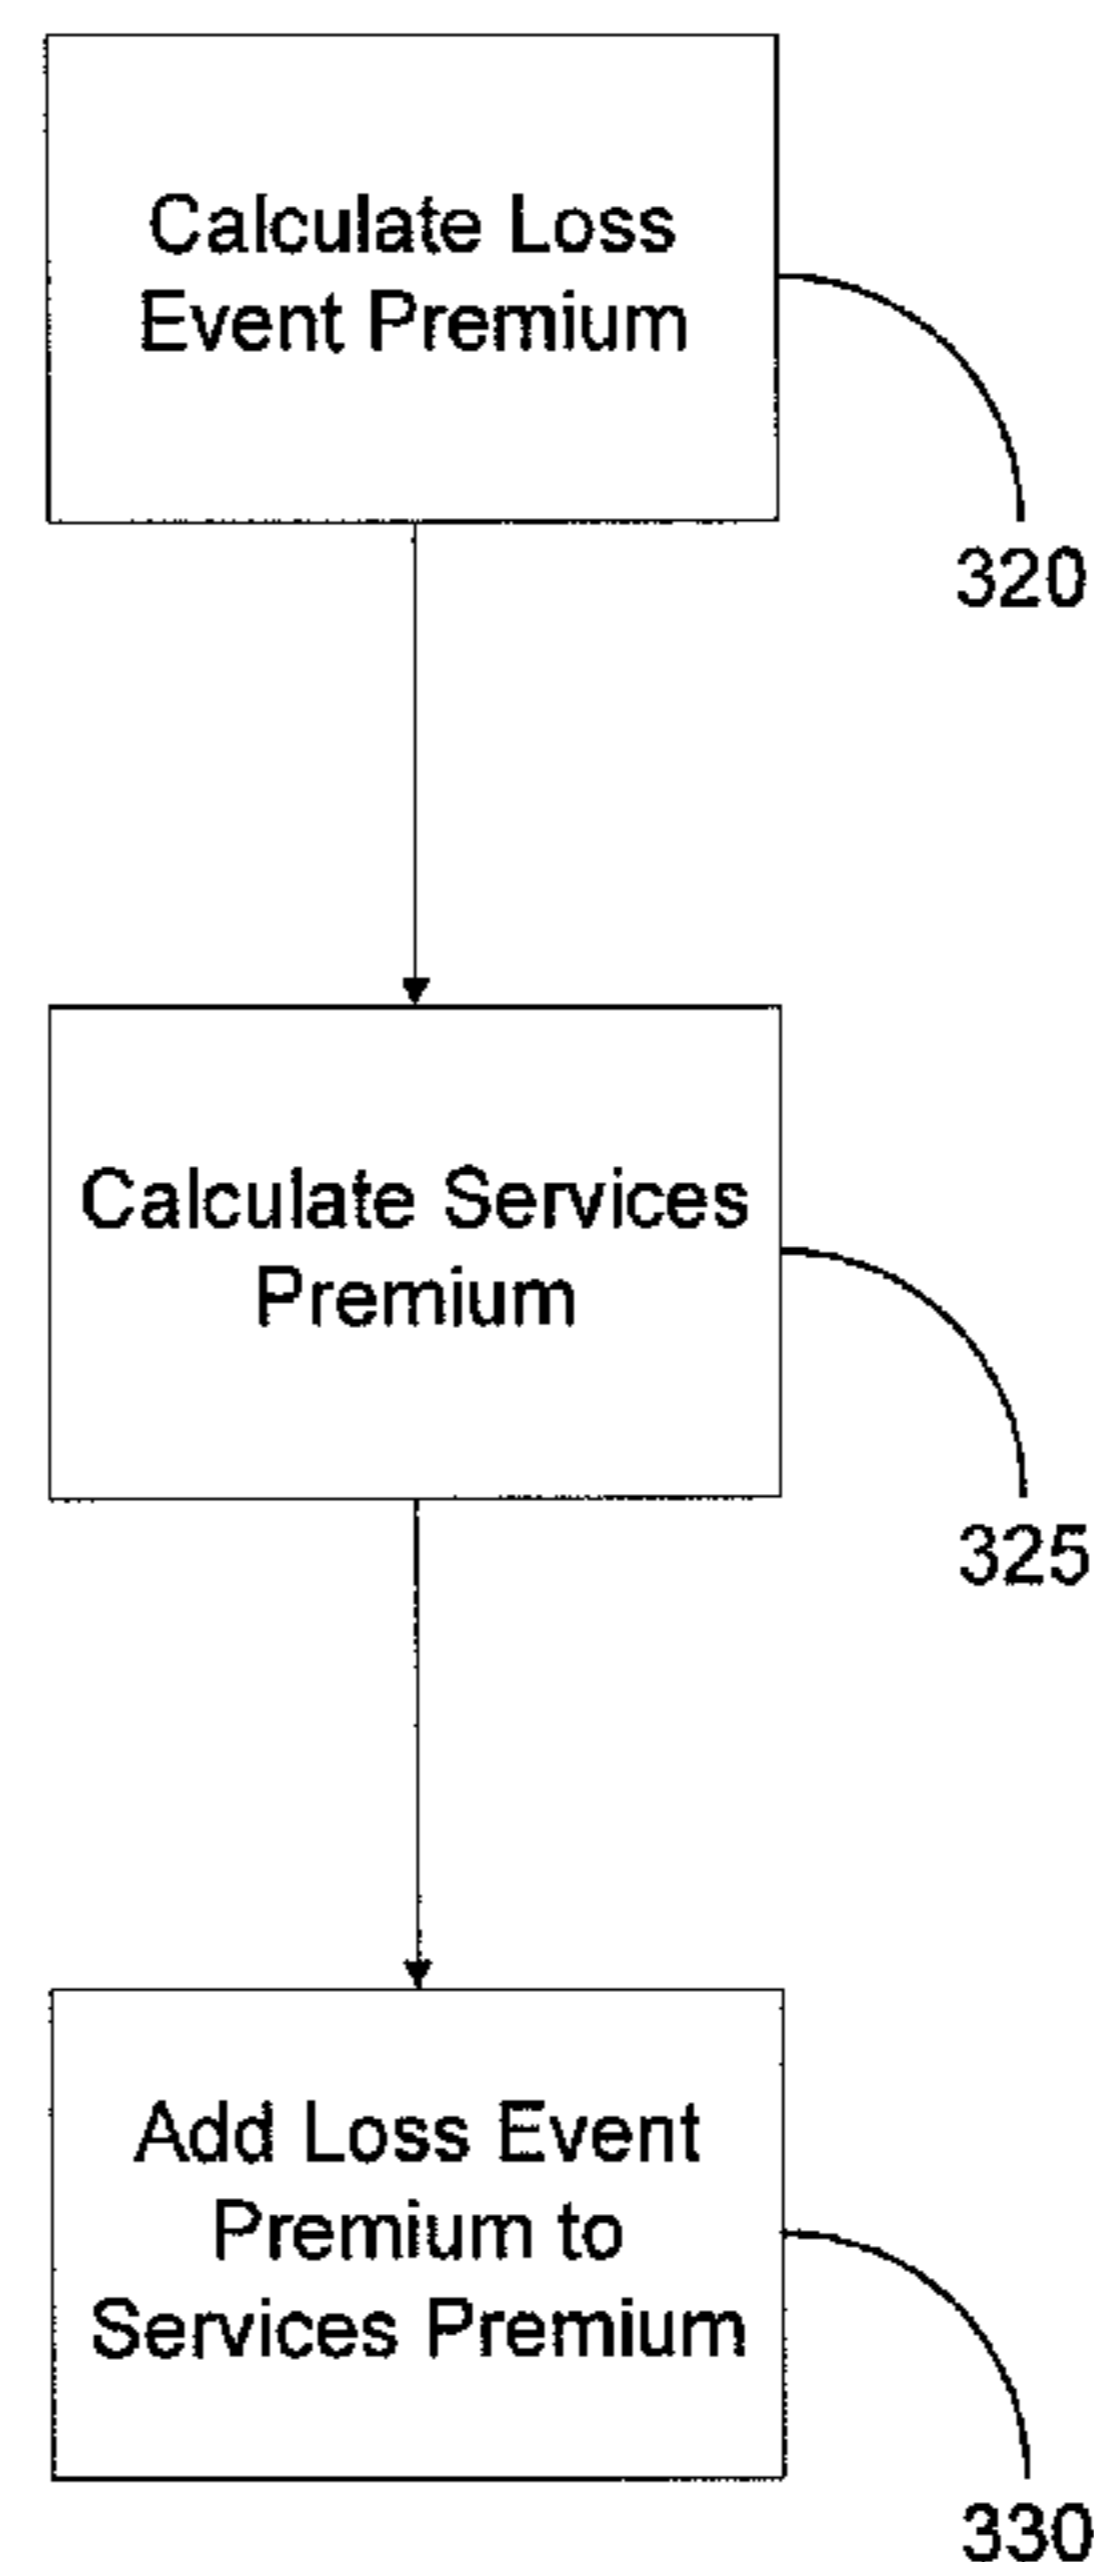 Calculate Loss
Event Premium
320
Calculate Services
Premium
325
Add Loss Event
Premium to
Services Premium
330